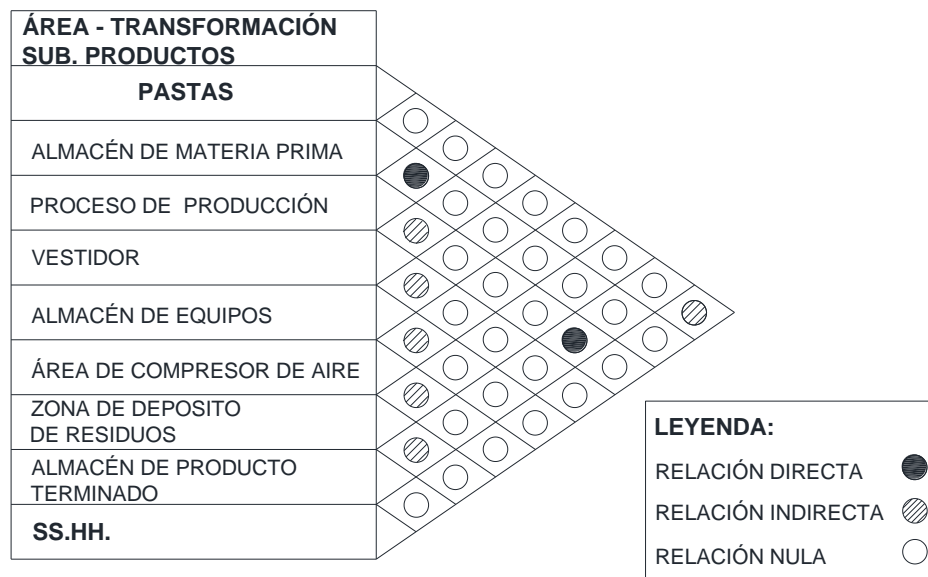 ÁREA - TRANSFORMACIÓN
SUB. PRODUCTOS
PASTAS
ALMACÉN DE MATERIA PRIMA
PROCESO DE PRODUCCIÓN
VESTIDOR
ALMACÉN DE EQUIPOS
ÁREA DE COMPRESOR DE AIRE
ZONA DE DEPOSITO
DE RESIDUOS
ALMACÉN DE PRODUCTO
TERMINADO
SS.HH.
LEYENDA:
RELACIÓN DIRECTA
RELACIÓN INDIRECTA
RELACIÓN NULA